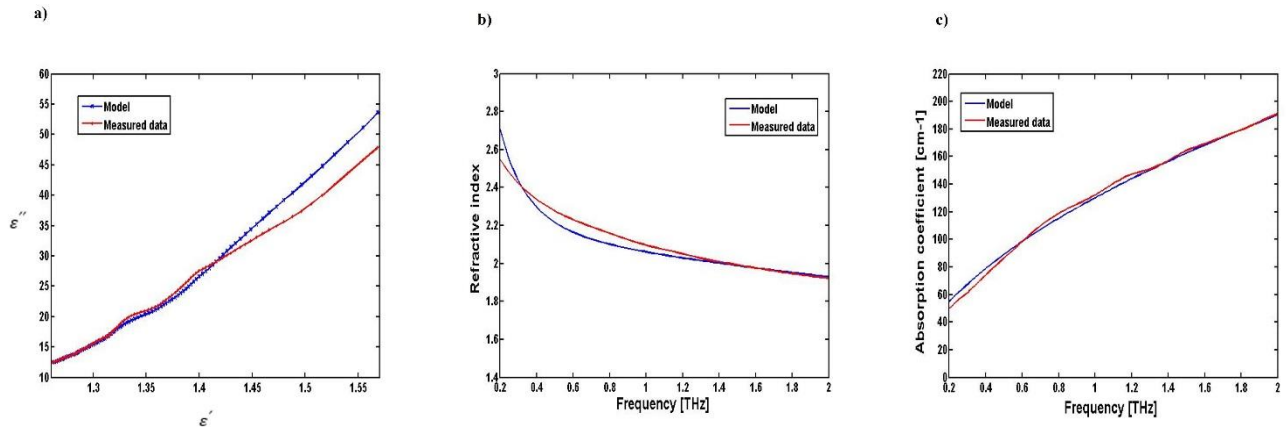 a)
60
55
50
45
40
35
30
25
20
15
10
Model
Measured data
1.3 1.35 1.4 1.45 1.5 1.55
ε″
ε′
b)
3
2.8
2.6
2.4
2.2
2
1.8
1.6
1.4
Model
Measured data
Refractive index
0.2 0.4 0.6 0.8 1 1.2 1.4 1.6 1.8 2
Frequency [THz]
c)
220
200
180
160
140
120
100
80
60
40
20
0
Model
Measured data
Absorption coefficient [cm-1]
0.2 0.4 0.6 0.8 1 1.2 1.4 1.6 1.8 2
Frequency [THz]